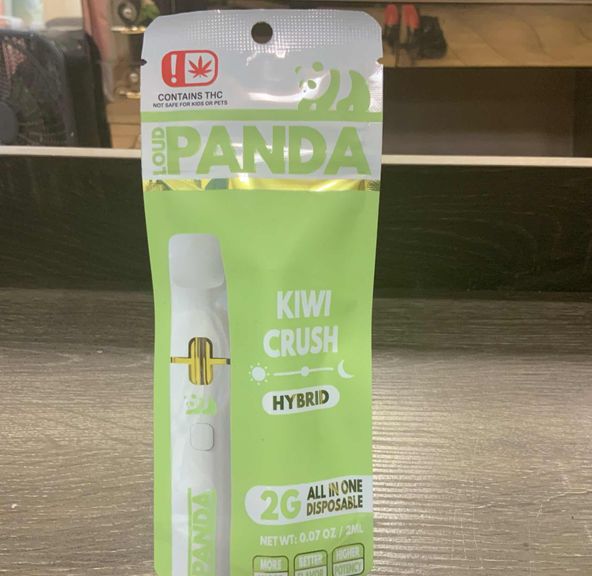 !
CONTAINS THC
NOT SAFE FOR KIDS OR PETS
LOUD
PANDA
KIWI
CRUSH
HYBRID
2G ALL IN ONE
DISPOSABLE
NET WT: 0.07 OZ / 2ML
PANDA
MORE BETTER HIGHER
FLAVOR POTENCY